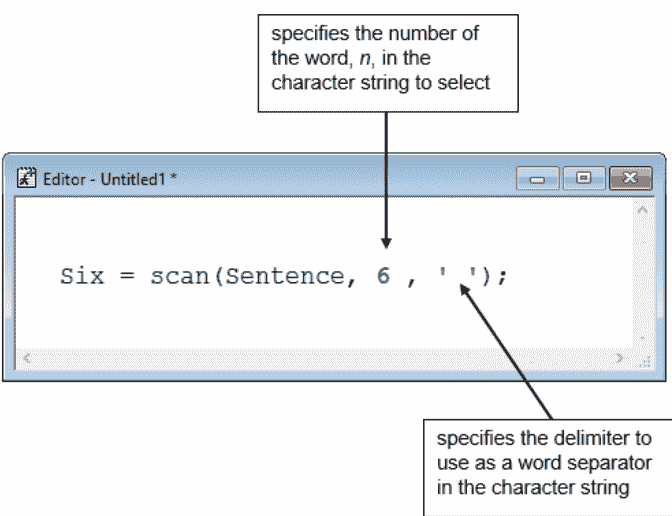 specifies the number of
the word, n, in the
character string to select
Editor - Untitled1 *
Six = scan(Sentence, 6 , ' ');
specifies the delimiter to
use as a word separator
in the character string